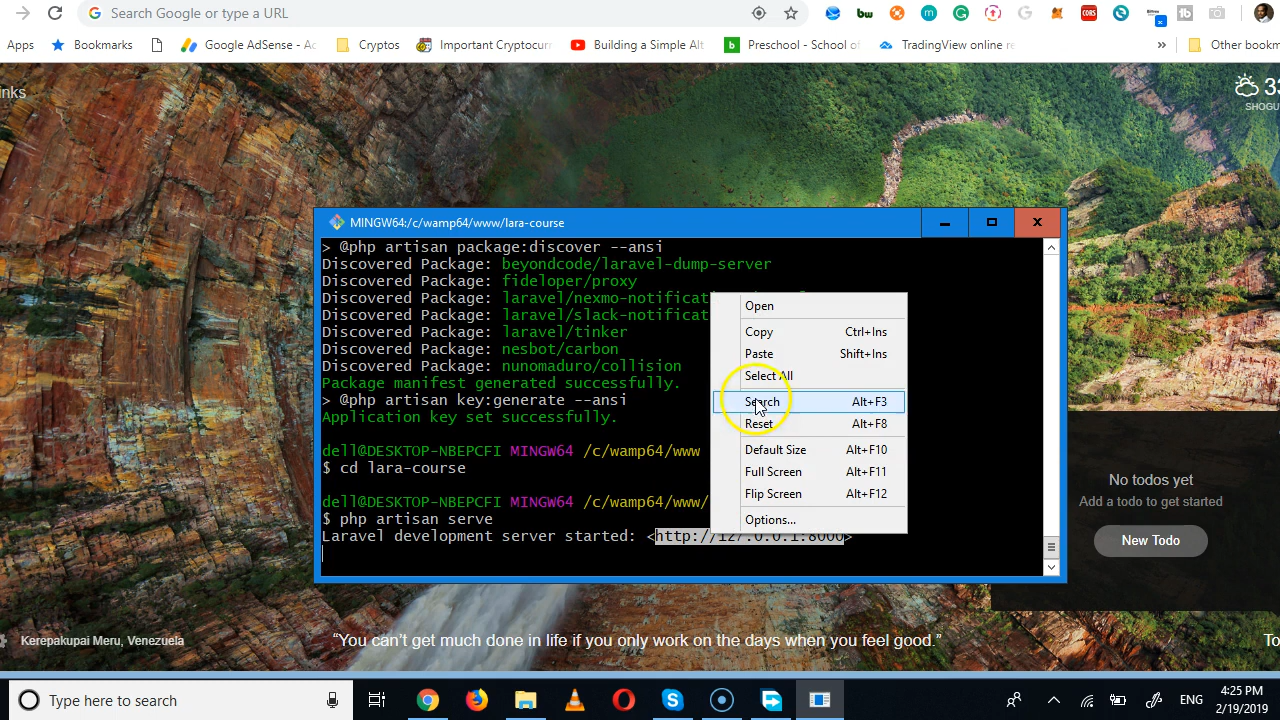 Search Google or type a URL
Apps
Bookmarks
Google AdSense - Ac
Cryptos
Important Cryptocurr
Building a Simple Alt
Preschool - School of
TradingView online re
»
Other bookm
inks
33
SHOGU
MINGW64:/c/wamp64/www/lara-course
> @php artisan package:discover --ansi
Discovered Package: beyondcode/laravel-dump-server
Discovered Package: fideloper/proxy
Discovered Package: laravel/nexmo-notificat
Discovered Package: laravel/slack-notificat
Discovered Package: laravel/tinker
Discovered Package: nesbot/carbon
Discovered Package: nunomaduro/collision
Package manifest generated successfully.
> @php artisan key:generate --ansi
Application key set successfully.
dell@DESKTOP-NBEPCFI MINGW64 /c/wamp64/www
$ cd lara-course
dell@DESKTOP-NBEPCFI MINGW64 /c/wamp64/www/
$ php artisan serve
Laravel development server started: <http://127.0.0.1:8000>
Open
Copy Ctrl+Ins
Paste Shift+Ins
Select All
Search Alt+F3
Reset Alt+F8
Default Size Alt+F10
Full Screen Alt+F11
Flip Screen Alt+F12
Options...
No todos yet
Add a todo to get started
New Todo
Kerepakupai Meru, Venezuela
“You can’t get much done in life if you only work on the days when you feel good.”
To
Type here to search
ENG
4:25 PM
2/19/2019